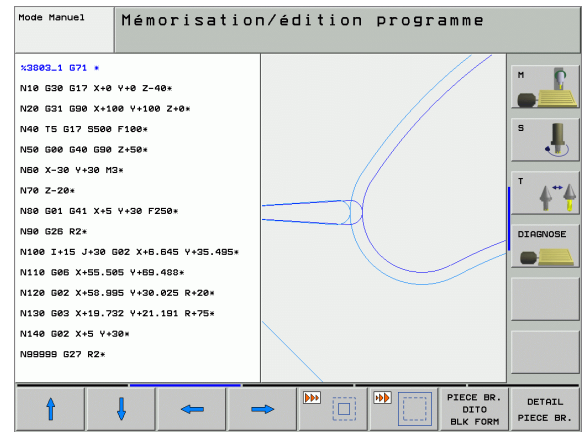 Mode Manuel
Mémorisation/édition programme
%3803_1 G71 *
N10 G30 G17 X+0 Y+0 Z-40*
N20 G31 G90 X+100 Y+100 Z+0*
N40 T5 G17 S500 F100*
N50 G00 G40 G90 Z+50*
N60 X-30 Y+30 M3*
N70 Z-20*
N80 G01 G41 X+5 Y+30 F250*
N90 G26 R2*
N100 I+15 J+30 G02 X+6.645 Y+35.495*
N110 G06 X+55.505 Y+69.488*
N120 G02 X+58.995 Y+30.025 R+20*
N130 G03 X+19.732 Y+21.191 R+75*
N140 G02 X+5 Y+30*
N99999 G27 R2*
M
S
T
DIAGNOSE
PIECE BR.
DITO
BLK FORM
DETAIL
PIECE BR.